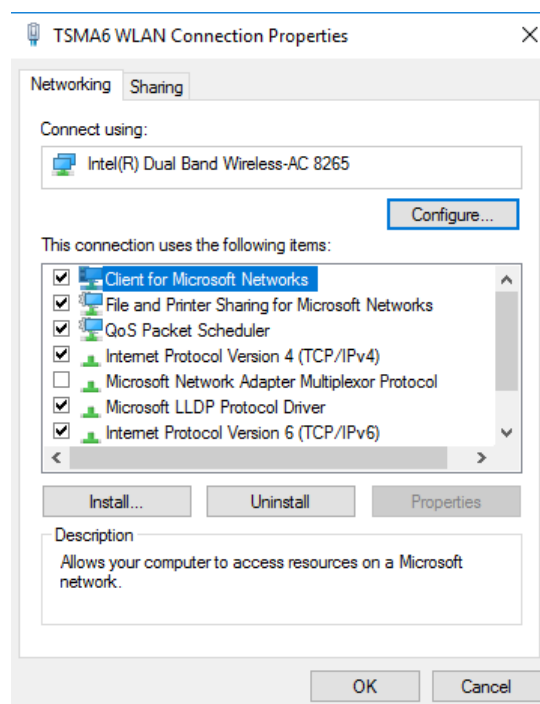 TSMA6 WLAN Connection Properties
Networking Sharing
Connect using:
Intel(R) Dual Band Wireless-AC 8265
Configure...
This connection uses the following items:
Client for Microsoft Networks
File and Printer Sharing for Microsoft Networks
QoS Packet Scheduler
Internet Protocol Version 4 (TCP/IPv4)
Microsoft Network Adapter Multiplexor Protocol
Microsoft LLDP Protocol Driver
Internet Protocol Version 6 (TCP/IPv6)
Install... Uninstall Properties
Description
Allows your computer to access resources on a Microsoft
network.
OK Cancel